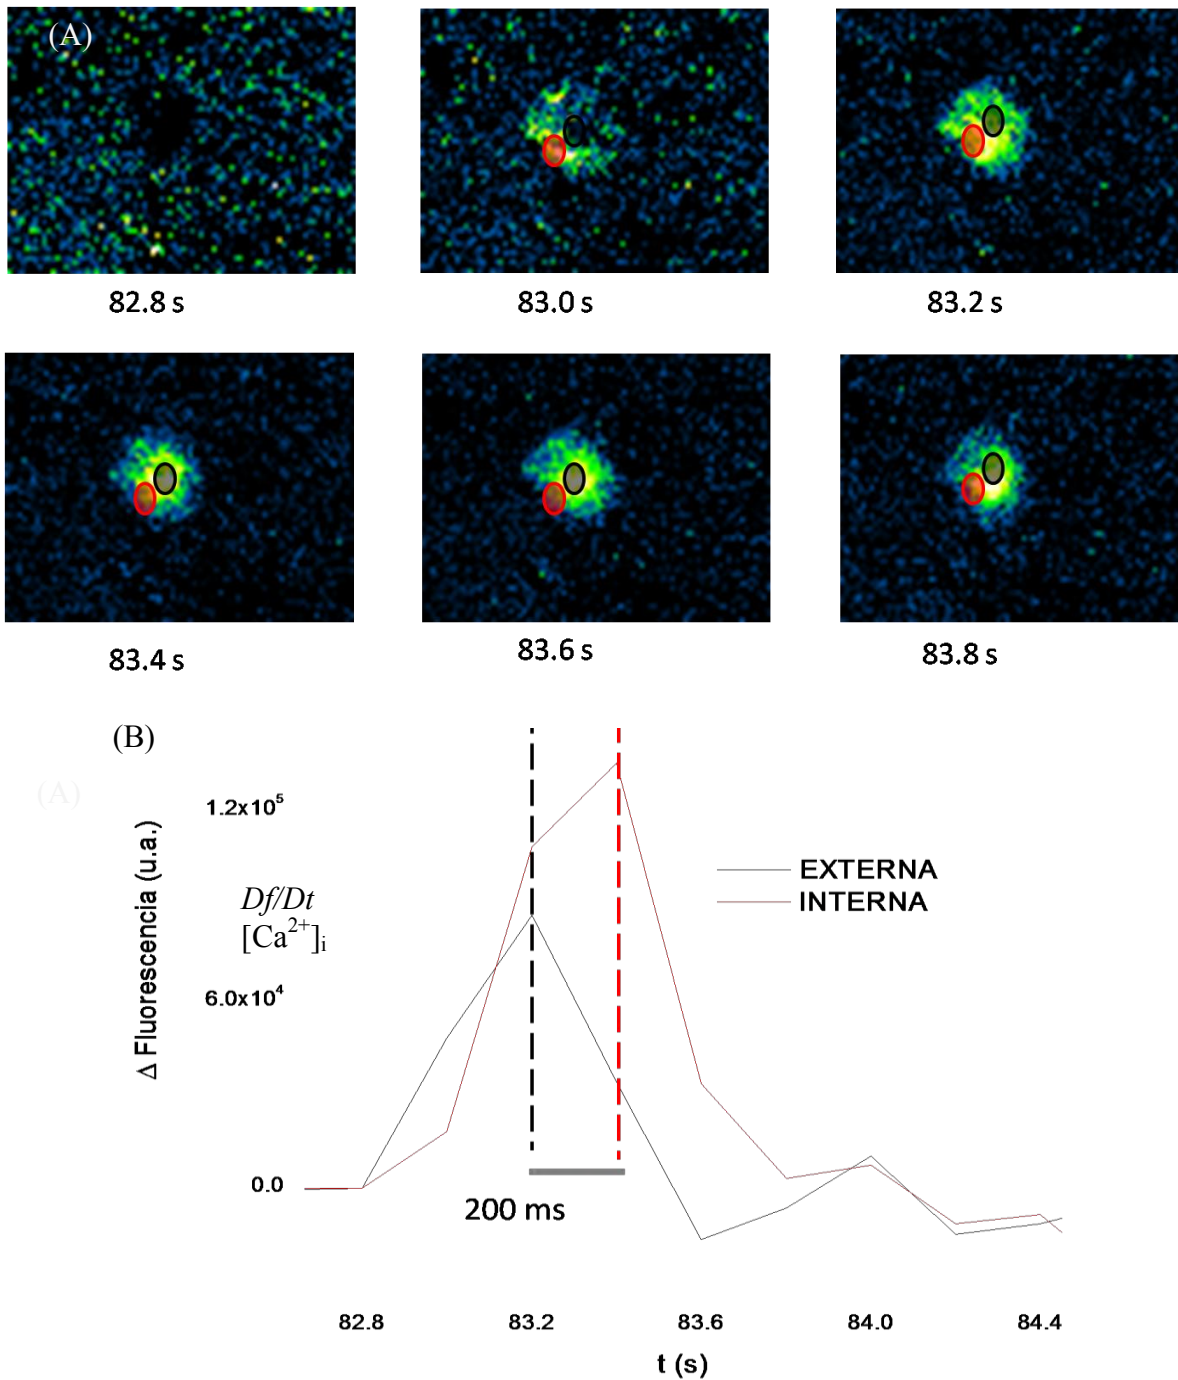 (A)
82.8 s
83.0 s
83.2 s
83.4 s
83.6 s
83.8 s
(B)
(A)
Δ Fluorescencia (u.a.)
1.2x10⁵
Df/Dt
[Ca²⁺]ᵢ
6.0x10⁴
0.0
EXTERNA
INTERNA
200 ms
82.8
83.2
83.6
84.0
84.4
t (s)